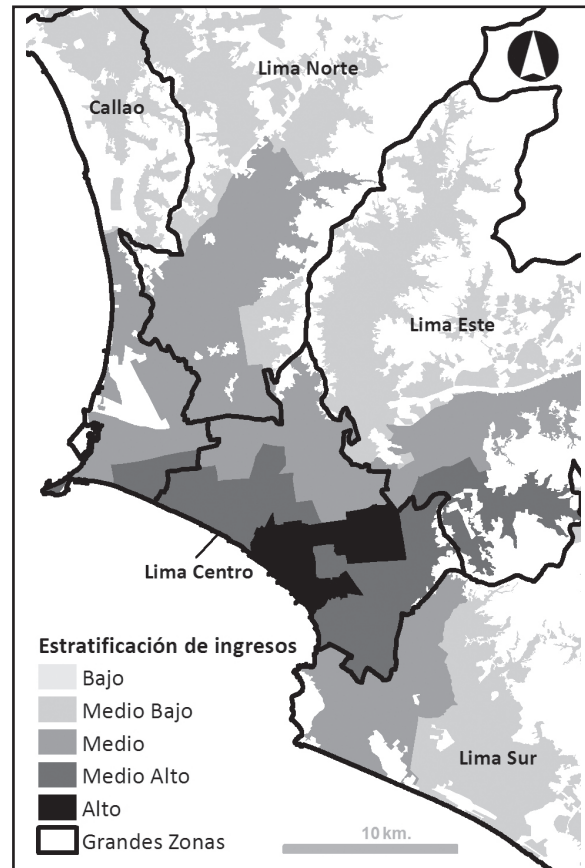 Lima Norte
Callao
Lima Este
Lima Centro
Estratificación de ingresos
Bajo
Medio Bajo
Medio
Medio Alto
Alto
Grandes Zonas
Lima Sur
10 km.